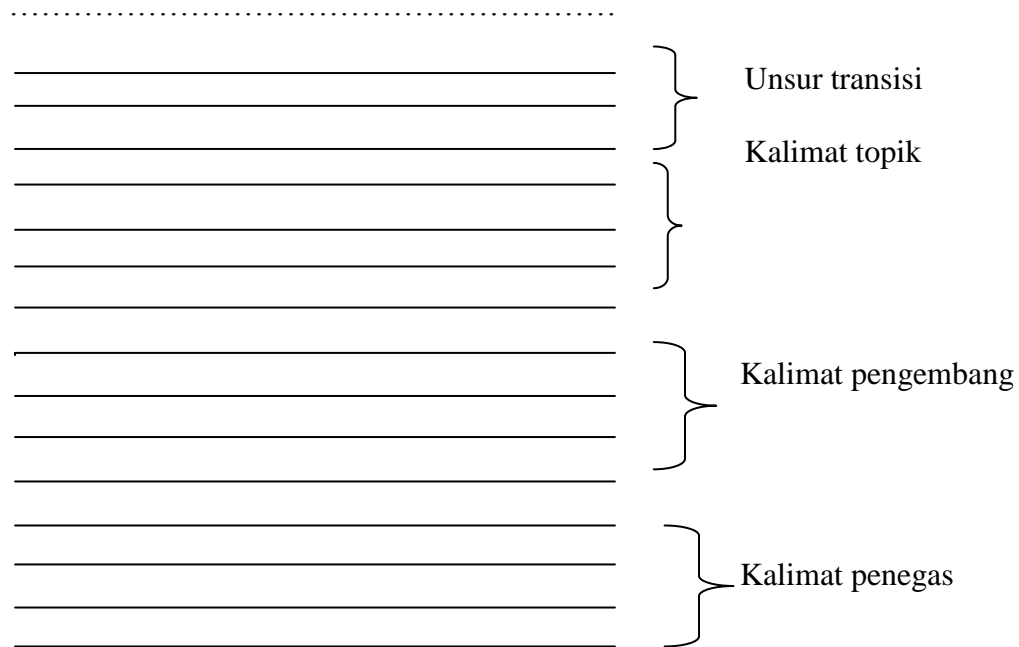 Unsur transisi
Kalimat topik
Kalimat pengembang
Kalimat penegas